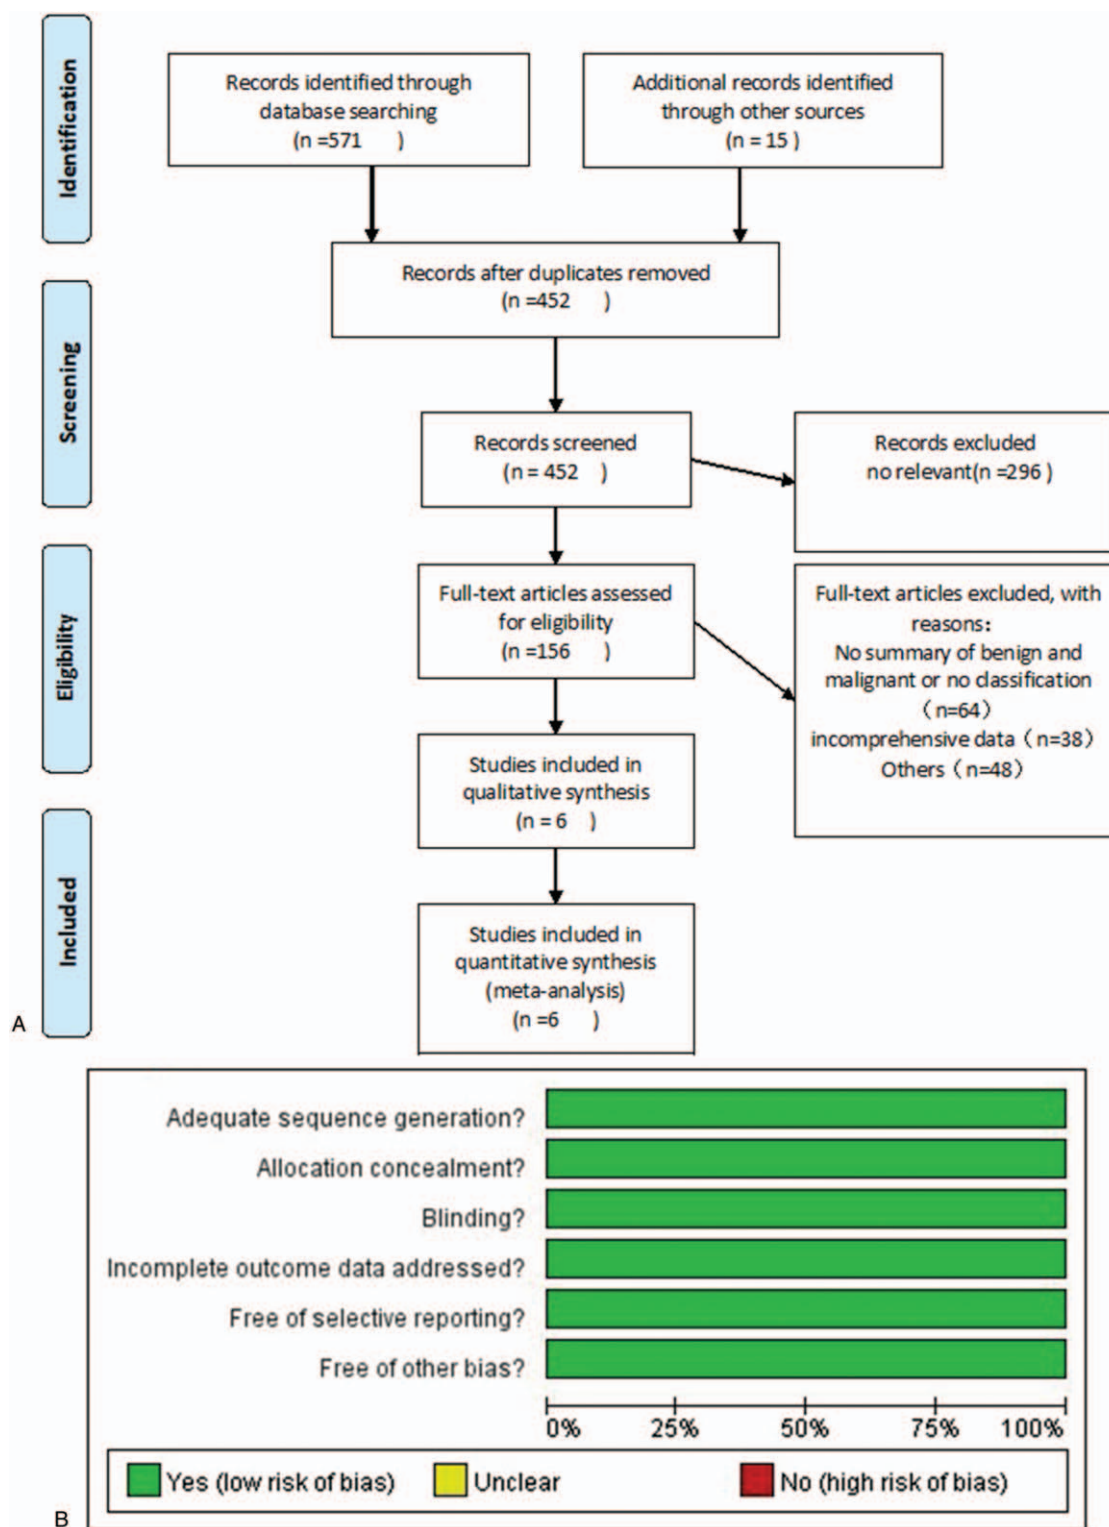 Identification
Records identified through
database searching
(n =571 )
Additional records identified
through other sources
(n = 15 )
Records after duplicates removed
(n =452 )
Screening
Records screened
(n = 452 )
Records excluded
no relevant(n =296 )
Eligibility
Full-text articles assessed
for eligibility
(n =156 )
Full-text articles excluded, with
reasons:
No summary of benign and
malignant or no classification
(n=64)
incomprehensive data (n=38)
Others (n=48)
Studies included in
qualitative synthesis
(n = 6 )
Included
Studies included in
quantitative synthesis
(meta-analysis)
(n =6 )
A
Adequate sequence generation?
Allocation concealment?
Blinding?
Incomplete outcome data addressed?
Free of selective reporting?
Free of other bias?
0% 25% 50% 75% 100%
Yes (low risk of bias) Unclear No (high risk of bias)
B